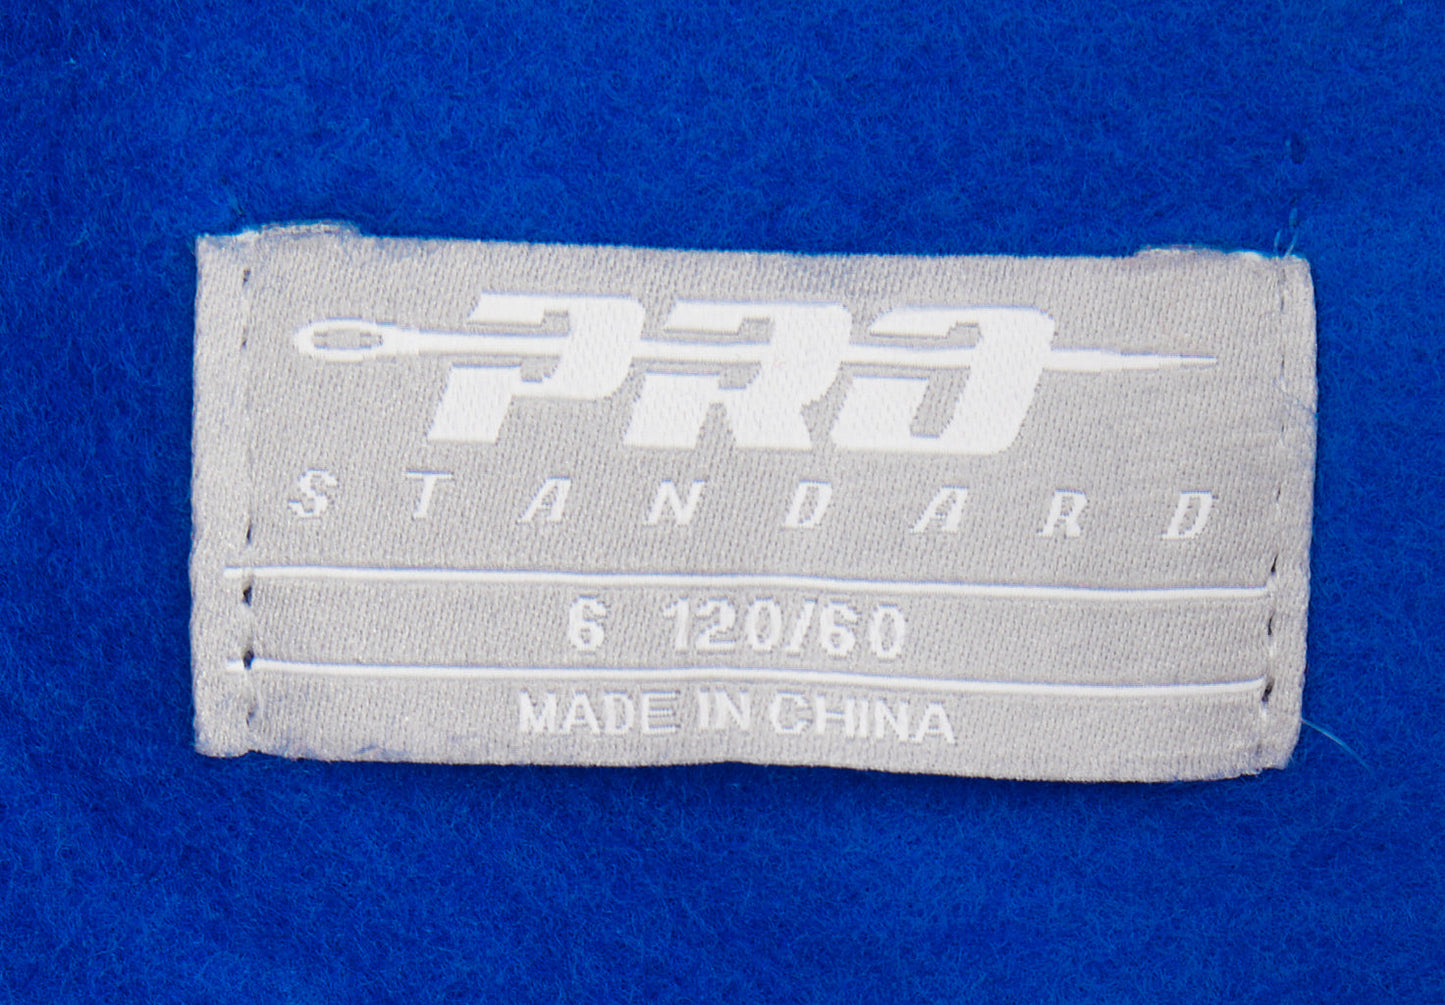 PRO
STANDARD
6 120/60
MADE IN CHINA